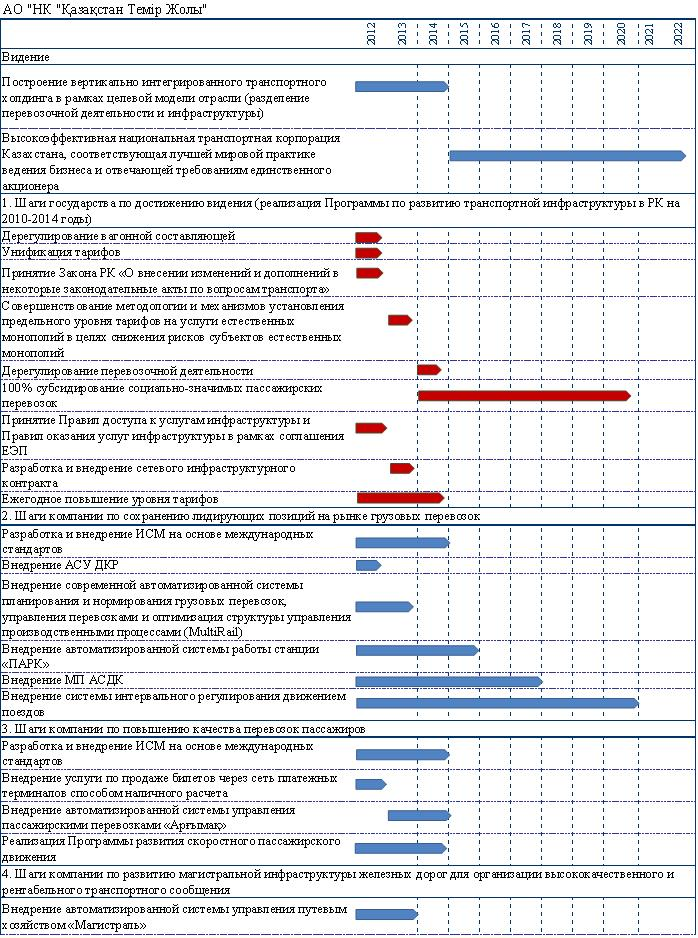 АО "НК "Қазақстан Темір Жолы"
2012 2013 2014 2015 2016 2017 2018 2019 2020 2021 2022
Видение
Построение вертикально интегрированного транспортного
холдинга в рамках целевой модели отрасли (разделение
перевозочной деятельности и инфраструктуры)
Высокоэффективная национальная транспортная корпорация
Казахстана, соответствующая лучшей мировой практике
ведения бизнеса и отвечающей требованиям единственного
акционера
1. Шаги государства по достижению видения (реализация Программы по развитию транспортной инфраструктуры в РК на
2010-2014 годы)
Дерегулирование вагонной составляющей
Унификация тарифов
Принятие Закона РК «О внесении изменений и дополнений в
некоторые законодательные акты по вопросам транспорта»
Совершенствование методологии и механизмов установления
предельного уровня тарифов на услуги естественных
монополий в целях снижения рисков субъектов естественных
монополий
Дерегулирование перевозочной деятельности
100% субсидирование социально-значимых пассажирских
перевозок
Принятие Правил доступа к услугам инфраструктуры и
Правил оказания услуг инфраструктуры в рамках соглашения
ЕЭП
Разработка и внедрение сетевого инфраструктурного
контракта
Ежегодное повышение уровня тарифов
2. Шаги компании по сохранению лидирующих позиций на рынке грузовых перевозок
Разработка и внедрение ИСМ на основе международных
стандартов
Внедрение АСУ ДКР
Внедрение современной автоматизированной системы
планирования и нормирования грузовых перевозок,
управления перевозками и оптимизация структуры управления
производственными процессами (MultiRail)
Внедрение автоматизированной системы работы станции
«ПАРК»
Внедрение МП АСДК
Внедрение системы интервального регулирования движением
поездов
3. Шаги компании по повышению качества перевозок пассажиров
Разработка и внедрение ИСМ на основе международных
стандартов
Внедрение услуги по продаже билетов через сеть платежных
терминалов способом наличного расчета
Внедрение автоматизированной системы управления
пассажирскими перевозками «Арғымақ»
Реализация Программы развития скоростного пассажирского
движения
4. Шаги компании по развитию магистральной инфраструктуры железных дорог для организации высококачественного и
рентабельного транспортного сообщения
Внедрение автоматизированной системы управления путевым
хозяйством «Магистраль»